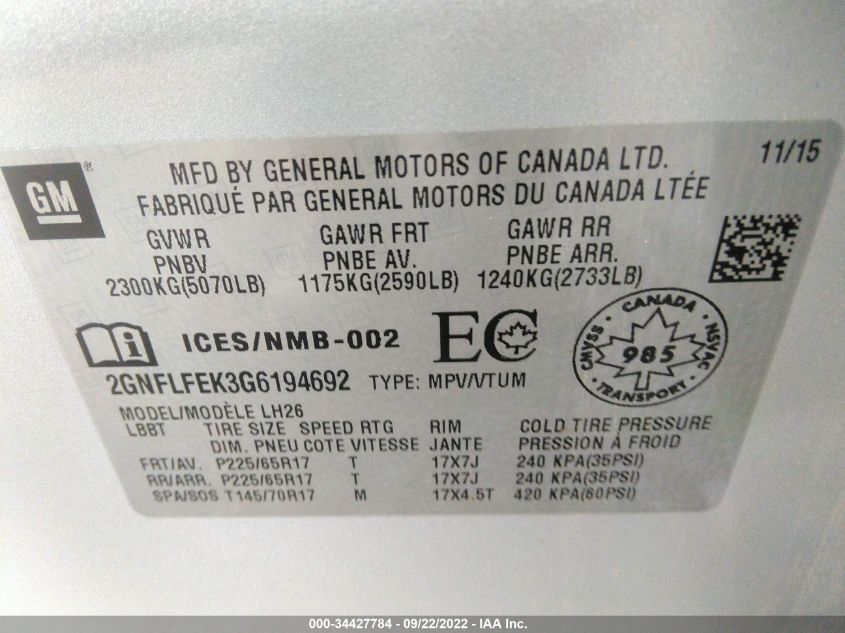 GM ®
MFD BY GENERAL MOTORS OF CANADA LTD. 11/15
FABRIQUÉ PAR GENERAL MOTORS DU CANADA LTÉE
GVWR GAWR FRT GAWR RR
PNBV PNBE AV. PNBE ARR.
2300KG(5070LB) 1175KG(2590LB) 1240KG(2733LB)
i ICES/NMB-002 EC
CANADA
CMVSS 985 NSVAC
TRANSPORT
2GNFLFEK3G6194692 TYPE: MPV/VTUM
MODEL/MODÈLE LH26
LBBT TIRE SIZE SPEED RTG RIM COLD TIRE PRESSURE
DIM. PNEU COTE VITESSE JANTE PRESSION À FROID
FRT/AV. P225/65R17 T 17X7J 240 KPA(35PSI)
RR/ARR. P225/65R17 T 17X7J 240 KPA(35PSI)
SPA/SOS T145/70R17 M 17X4.5T 420 KPA(60PSI)
000-34427784 - 09/22/2022 - IAA Inc.